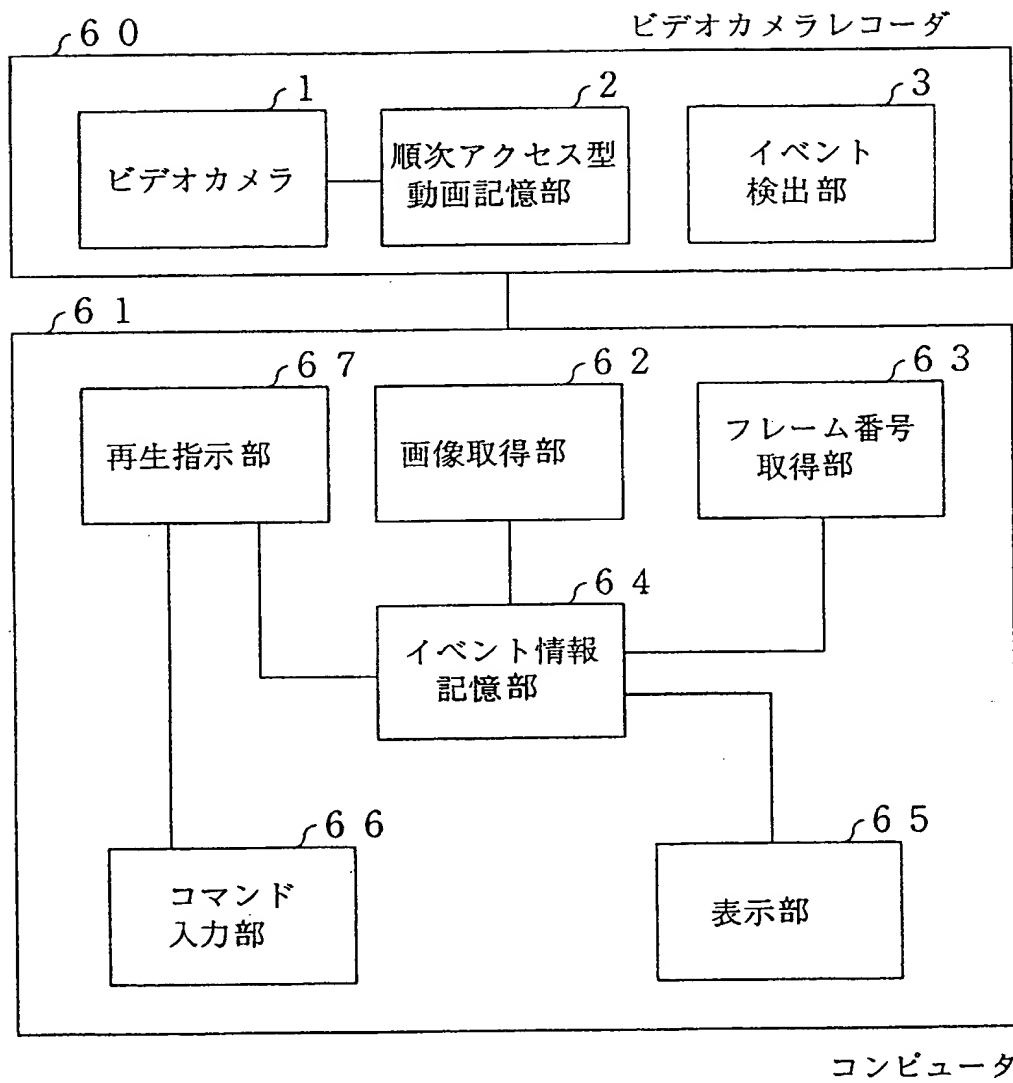 ６０
ビデオカメラレコーダ
１
２
３
ビデオカメラ
順次アクセス型
動画記憶部
イベント
検出部
６１
６７
６２
６３
再生指示部
画像取得部
フレーム番号
取得部
６４
イベント情報
記憶部
６６
６５
コマンド
入力部
表示部
コンピュータ